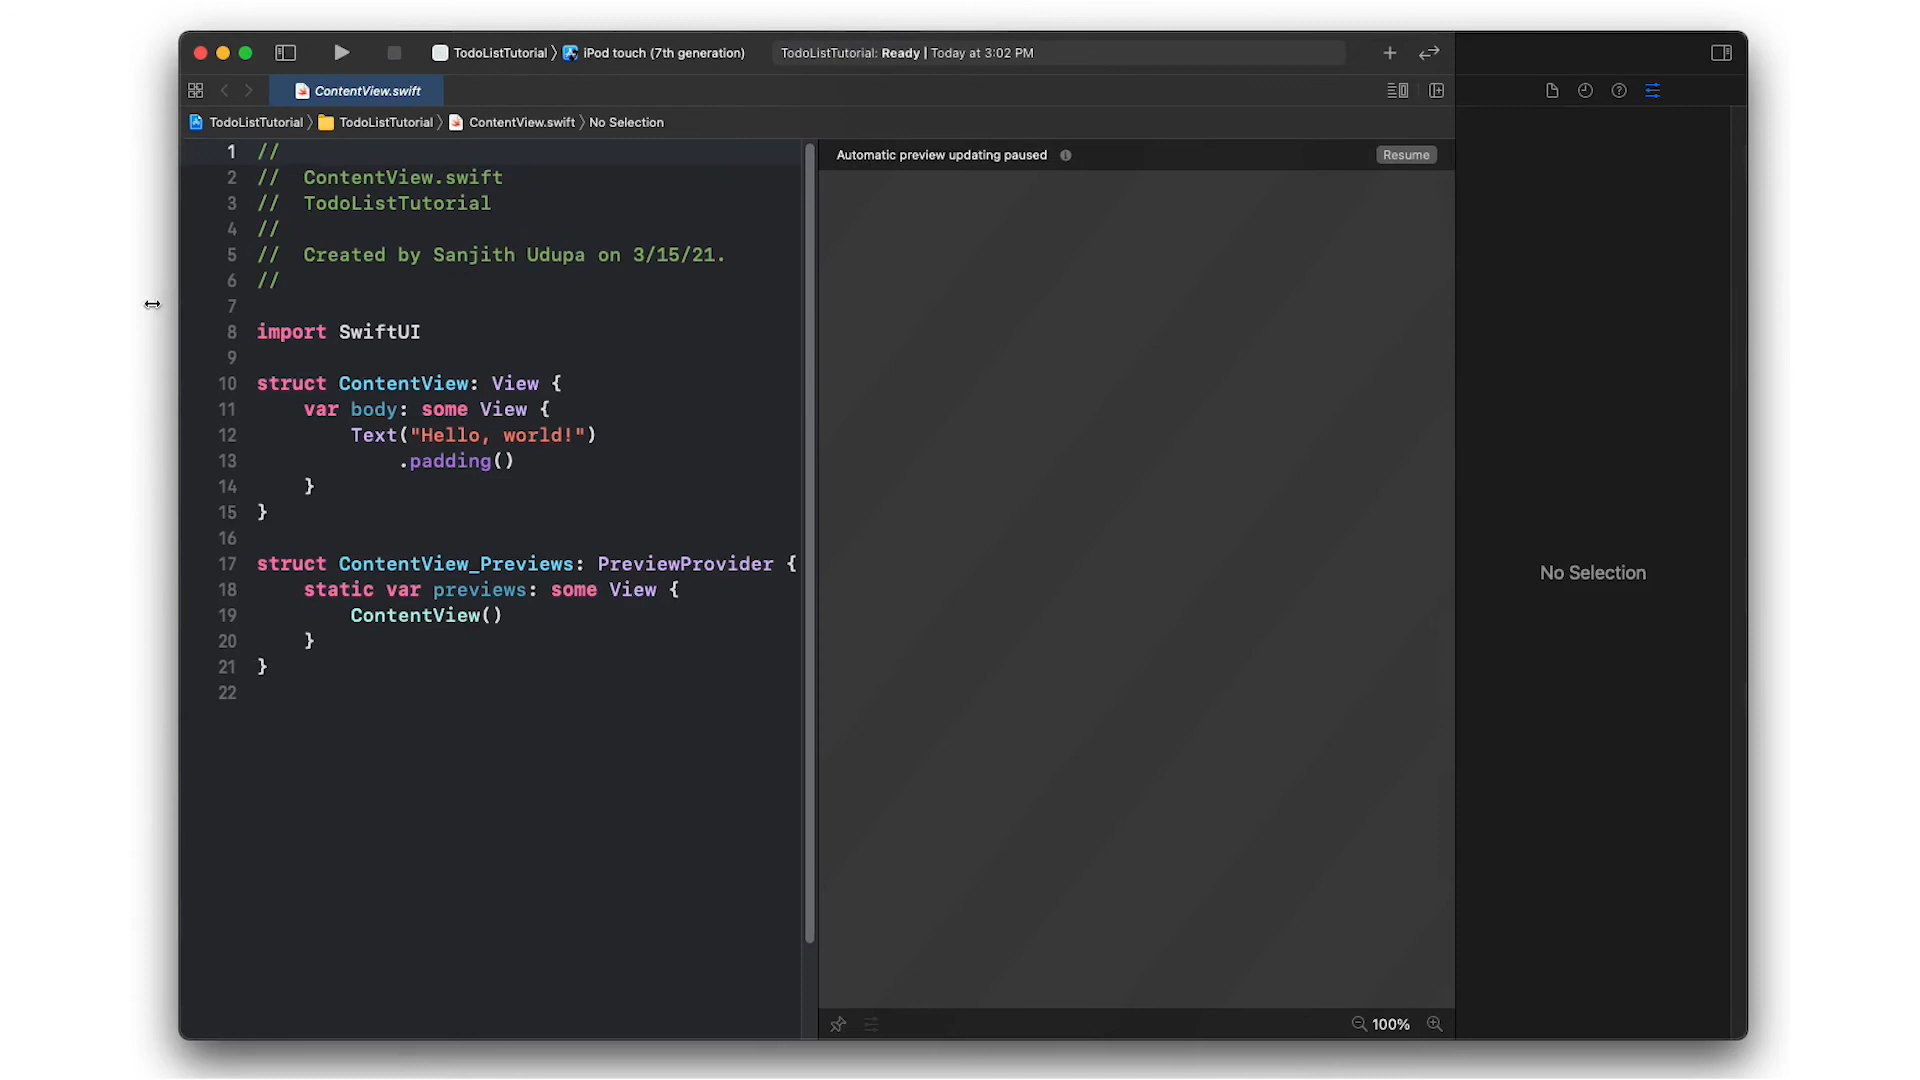 TodoListTutorial 〉 iPod touch (7th generation)
TodoListTutorial: Ready | Today at 3:02 PM
ContentView.swift
TodoListTutorial 〉 TodoListTutorial 〉 ContentView.swift 〉 No Selection
1 //
2 //  ContentView.swift
3 //  TodoListTutorial
4 //
5 //  Created by Sanjith Udupa on 3/15/21.
6 //
7
8 import SwiftUI
9
10 struct ContentView: View {
11     var body: some View {
12         Text("Hello, world!")
13             .padding()
14     }
15 }
16
17 struct ContentView_Previews: PreviewProvider {
18     static var previews: some View {
19         ContentView()
20     }
21 }
22
Automatic preview updating paused
Resume
No Selection
100%